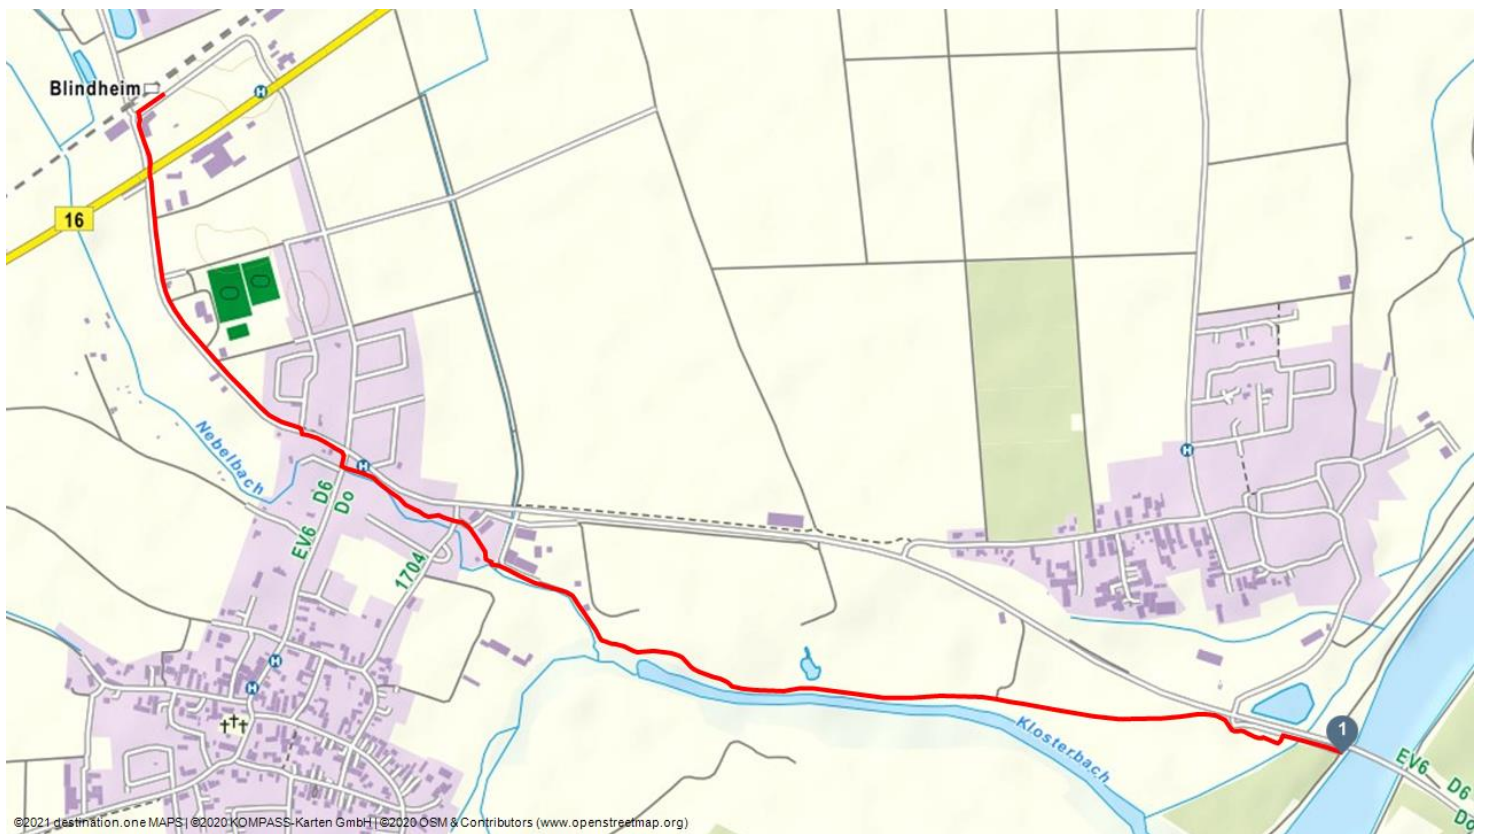 Blindheim
H
16
Nebelbach
H
H
EV6 D6
Do
1704
H
H
Klosterbach
1
EV6 D6
Do
©2021 destination.one MAPS | ©2020 KOMPASS-Karten GmbH | ©2020 OSM & Contributors (www.openstreetmap.org)